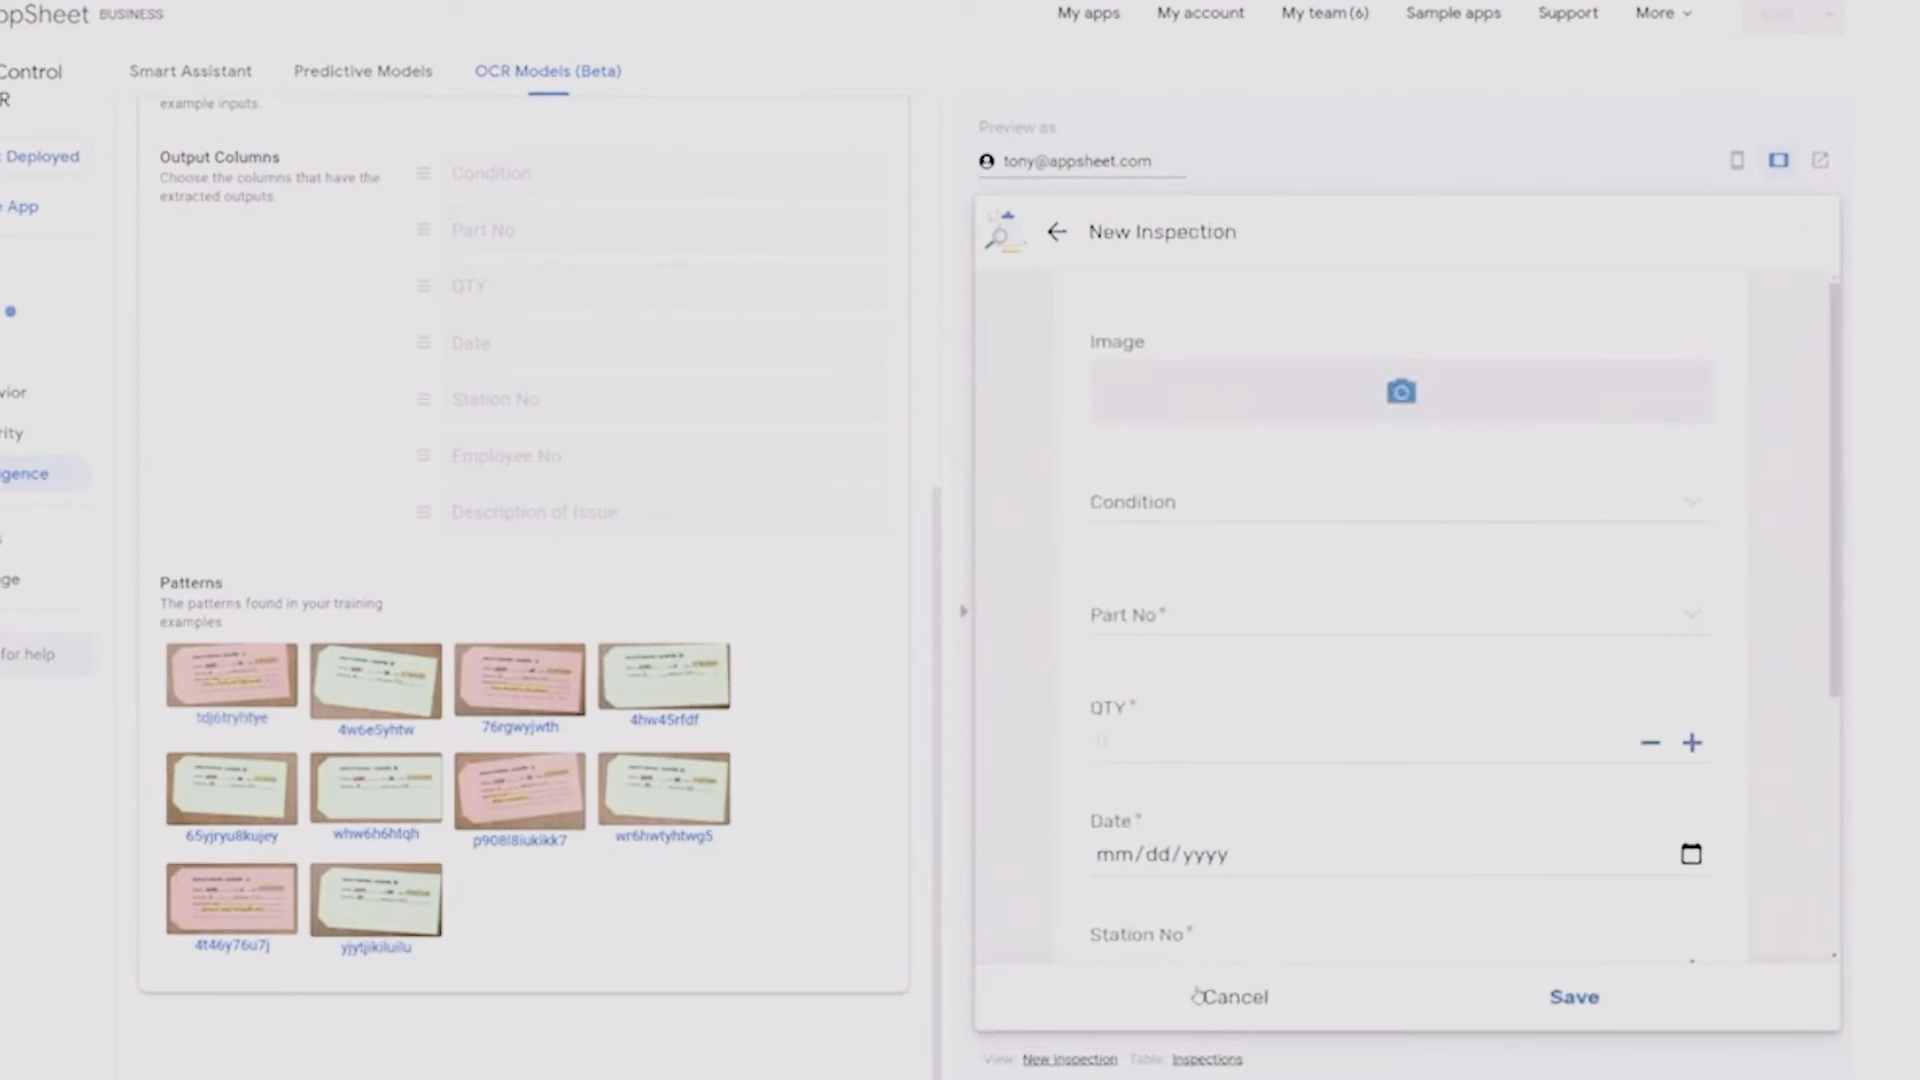 ppSheet BUSINESS
My apps
My account
My team (6)
Sample apps
Support
More
Control
R
Deployed
App
vior
rity
igence
ge
for help
Smart Assistant
Predictive Models
OCR Models (Beta)
example inputs.
Output Columns
Choose the columns that have the
extracted outputs.
Condition
Part No
QTY
Date
Station No
Employee No
Description of Issue
Patterns
The patterns found in your training
examples
tdj6tryhtye
4w6e5yhtw
76rgwyjwth
4hw45rfdf
65yjryu8kujey
whw6h6htqh
p908l8iukikk7
wr6hwtyhtwg5
4t46y76u7j
yjytjikiluilu
Preview as
tony@appsheet.com
New Inspection
Image
Condition
Part No*
QTY*
Date*
mm/dd/yyyy
Station No*
Cancel
Save
View: New Inspection Table: Inspections